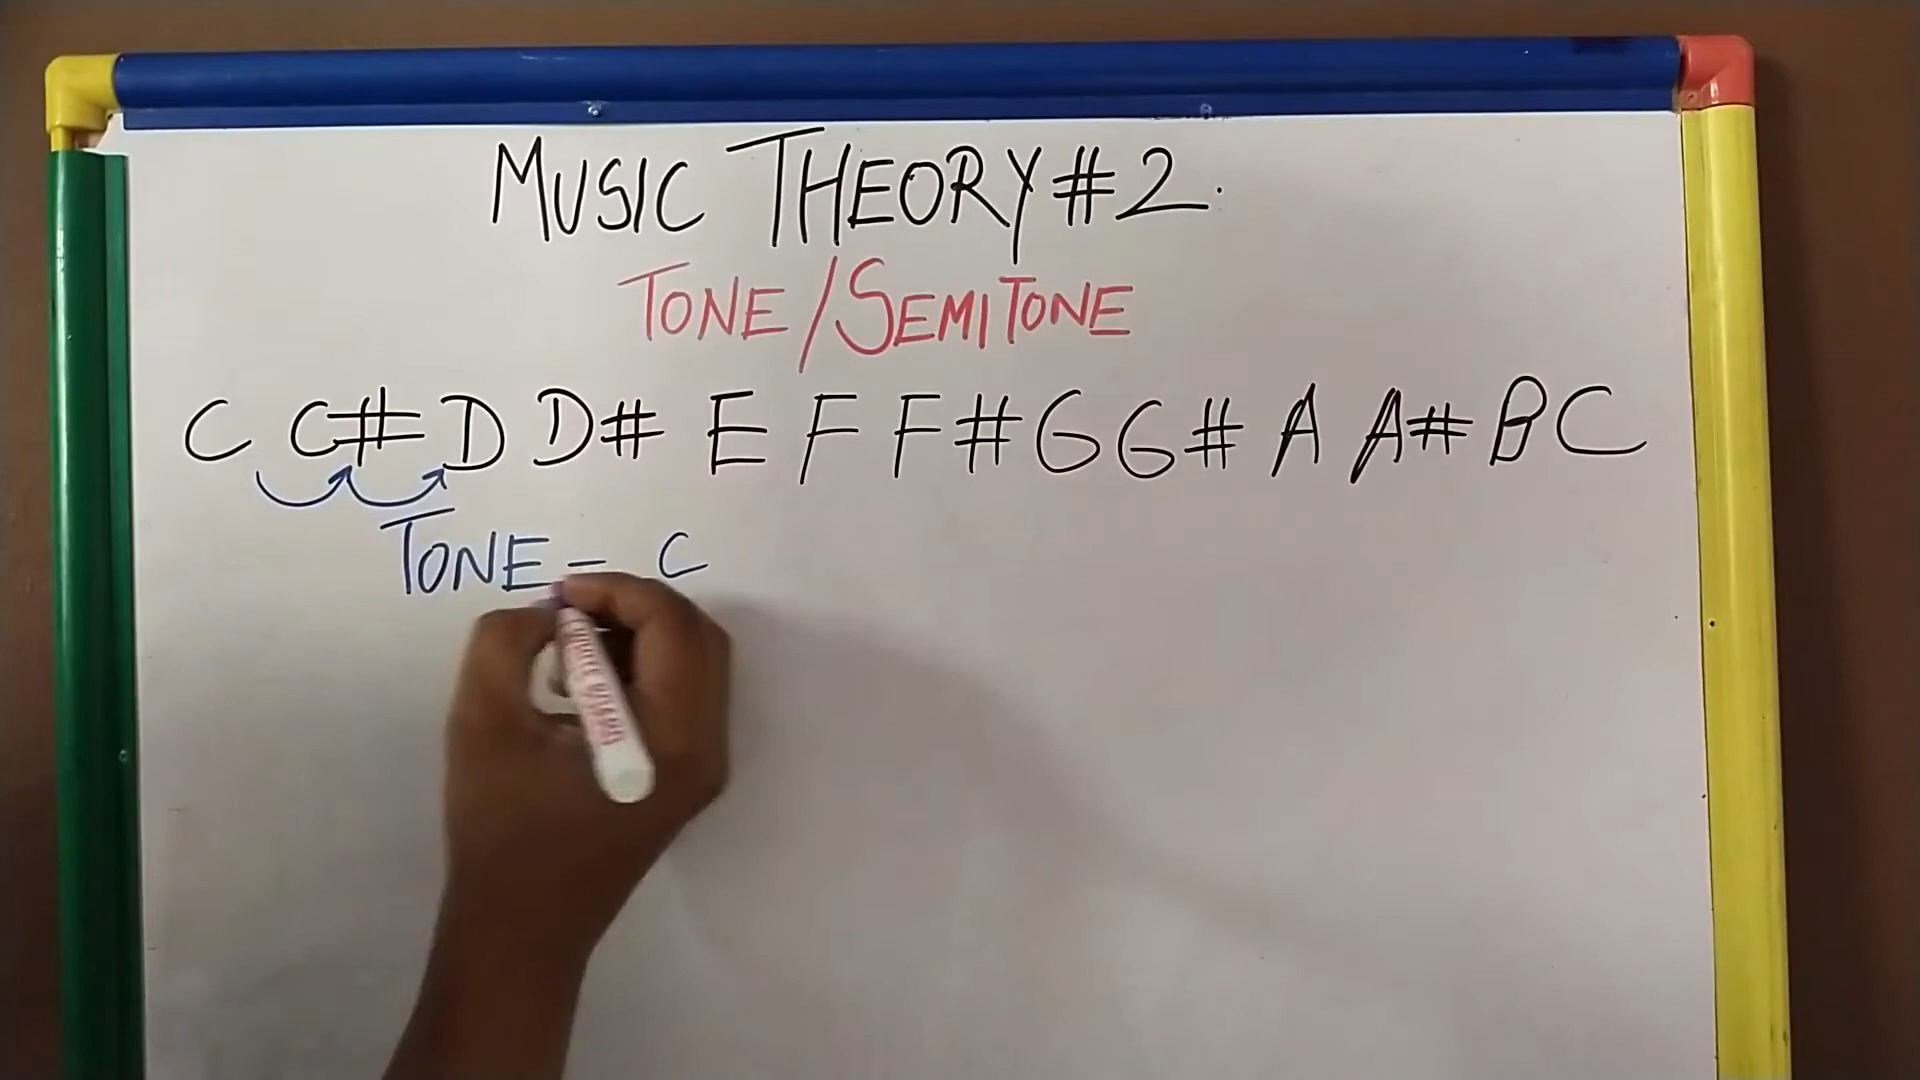 MUSIC THEORY #2.
TONE/SEMITONE
C C# D D# E F F# G G# A A# B C
TONE - C